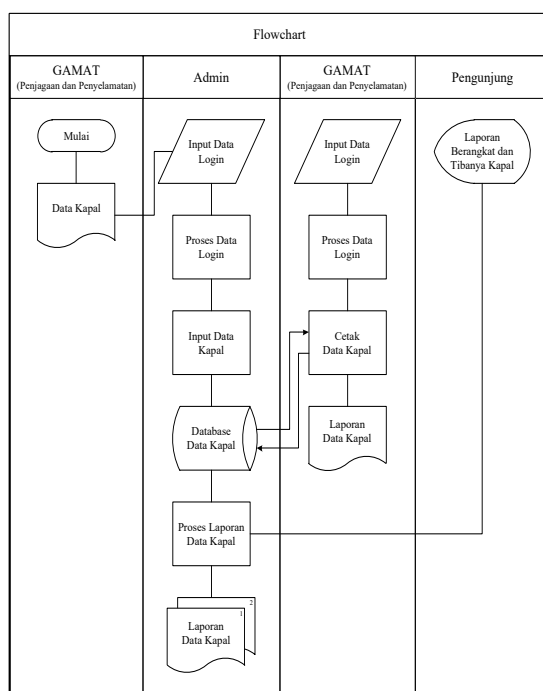 Flowchart
GAMAT
(Penjagaan dan Penyelamatan)
Admin
GAMAT
(Penjagaan dan Penyelamatan)
Pengunjung
Mulai
Data Kapal
Input Data
Login
Proses Data
Login
Input Data
Kapal
Database
Data Kapal
Proses Laporan
Data Kapal
2
1
Laporan
Data Kapal
Input Data
Login
Proses Data
Login
Cetak
Data Kapal
Laporan
Data Kapal
Laporan
Berangkat dan
Tibanya Kapal